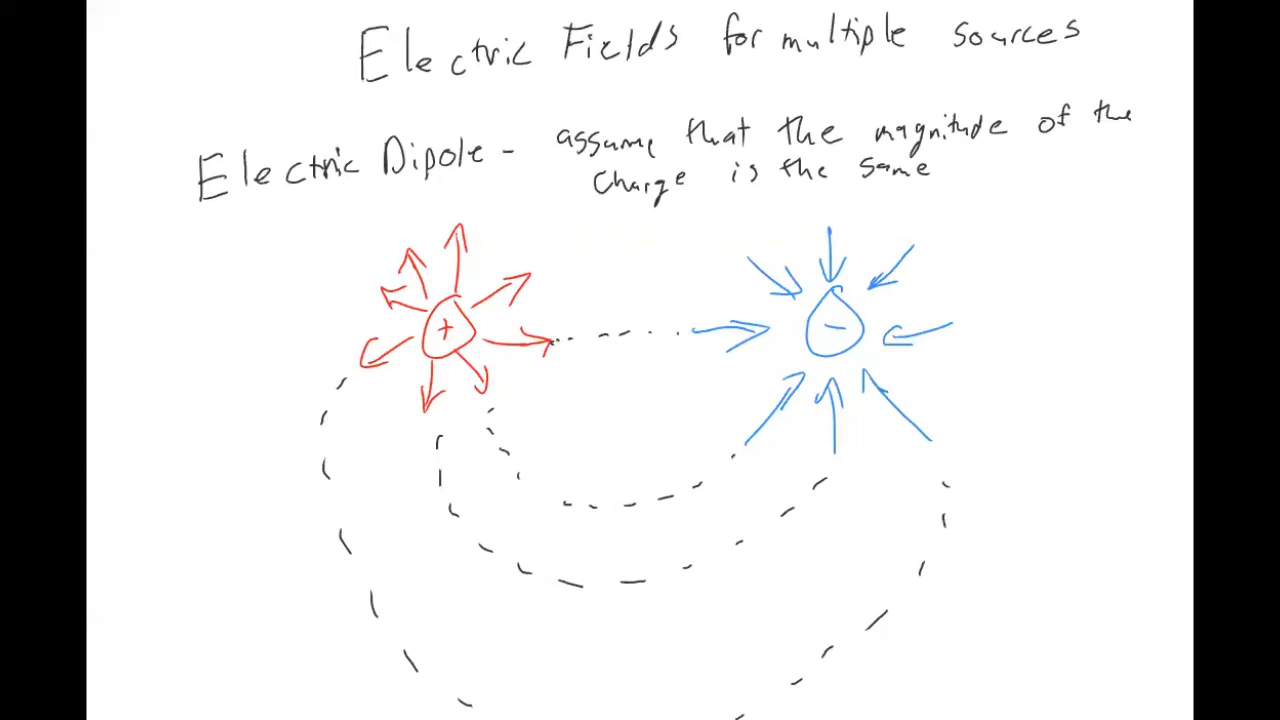 Electric Fields for multiple sources
Electric Dipole - assume that the magnitude of the
charge is the same
+
-